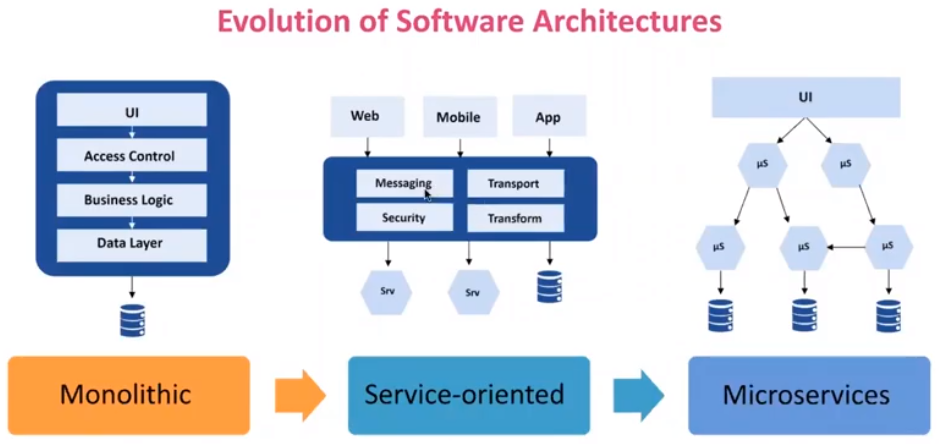 Evolution of Software Architectures
UI
Access Control
Business Logic
Data Layer
Monolithic
Web
Mobile
App
Messaging
Transport
Security
Transform
Srv
Srv
Service-oriented
UI
μS
μS
μS
μS
μS
Microservices